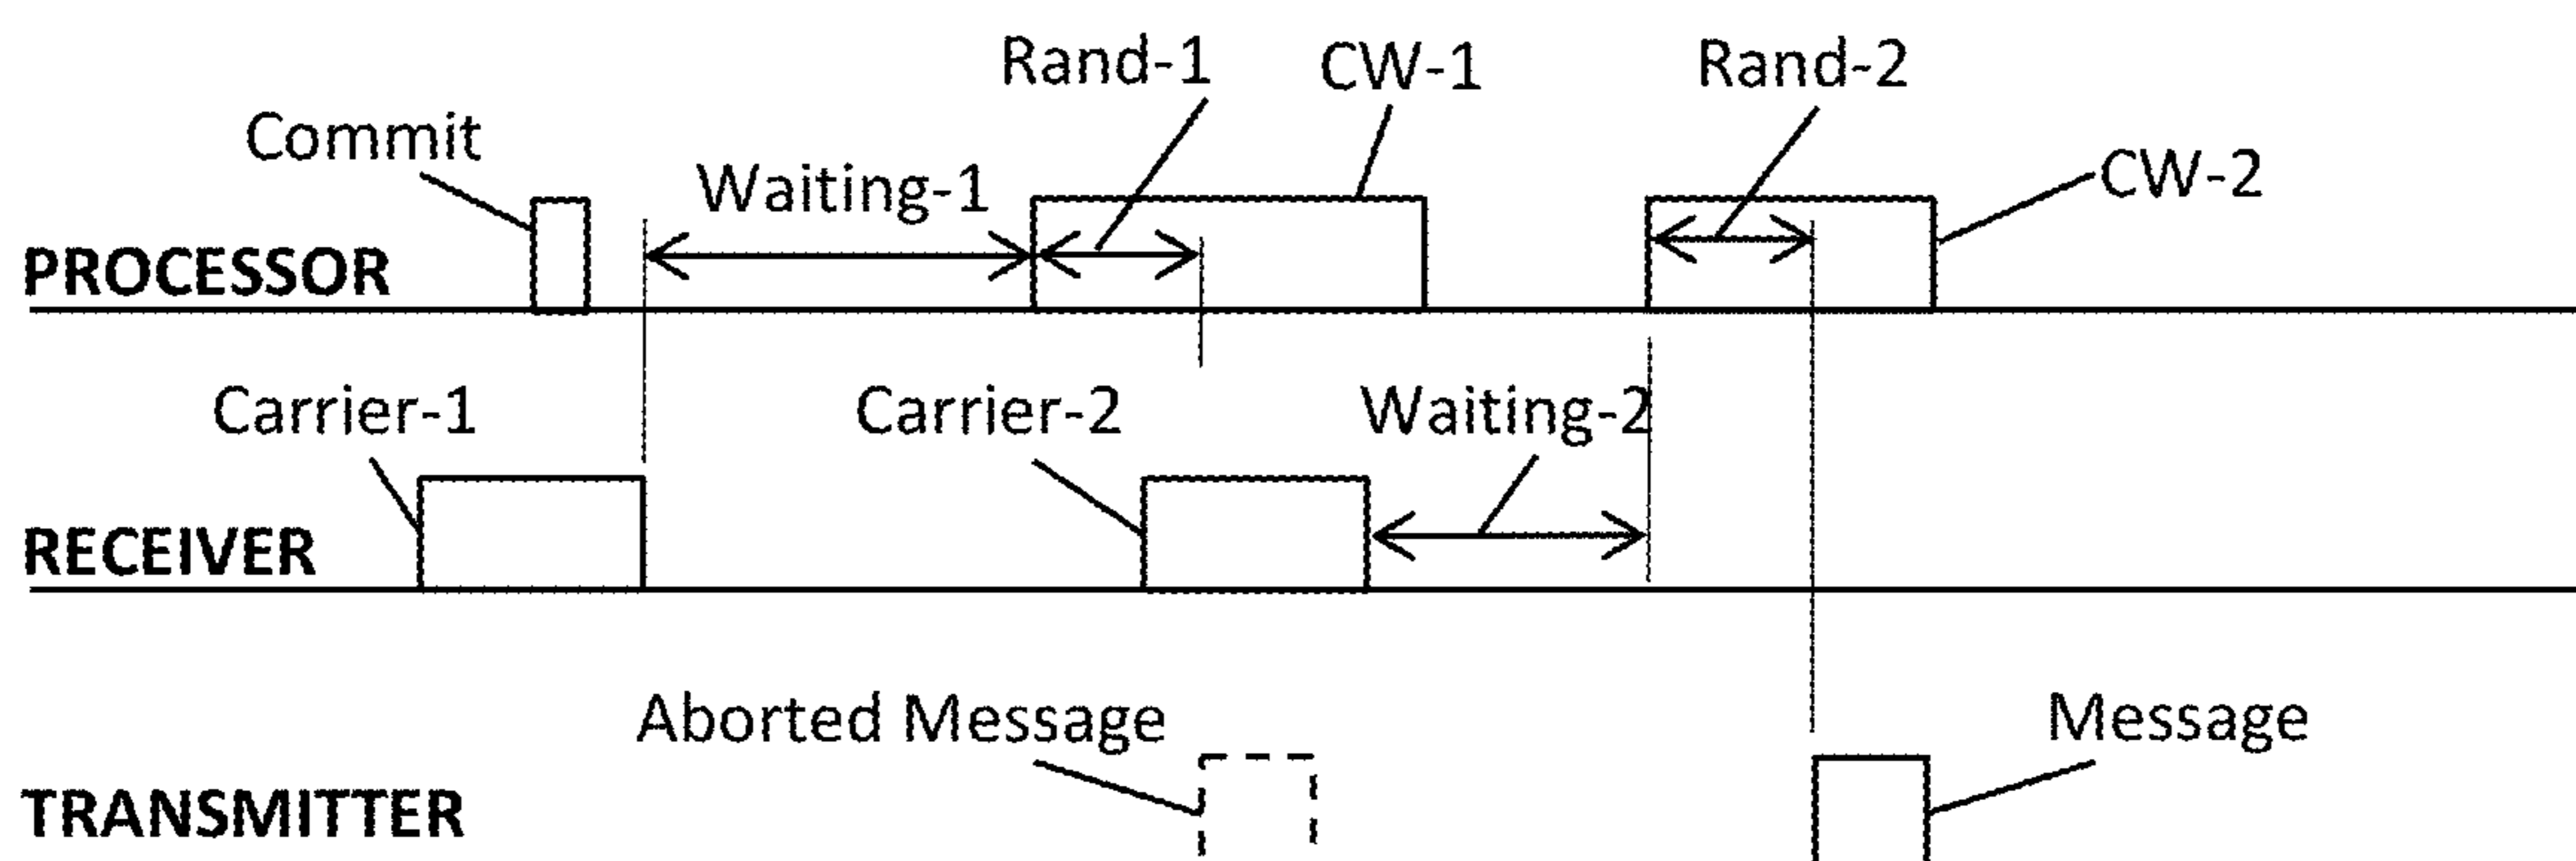 Rand-1 CW-1 Rand-2
Commit
Waiting-1 CW-2
PROCESSOR
Carrier-1 Carrier-2 Waiting-2
RECEIVER
Aborted Message Message
TRANSMITTER